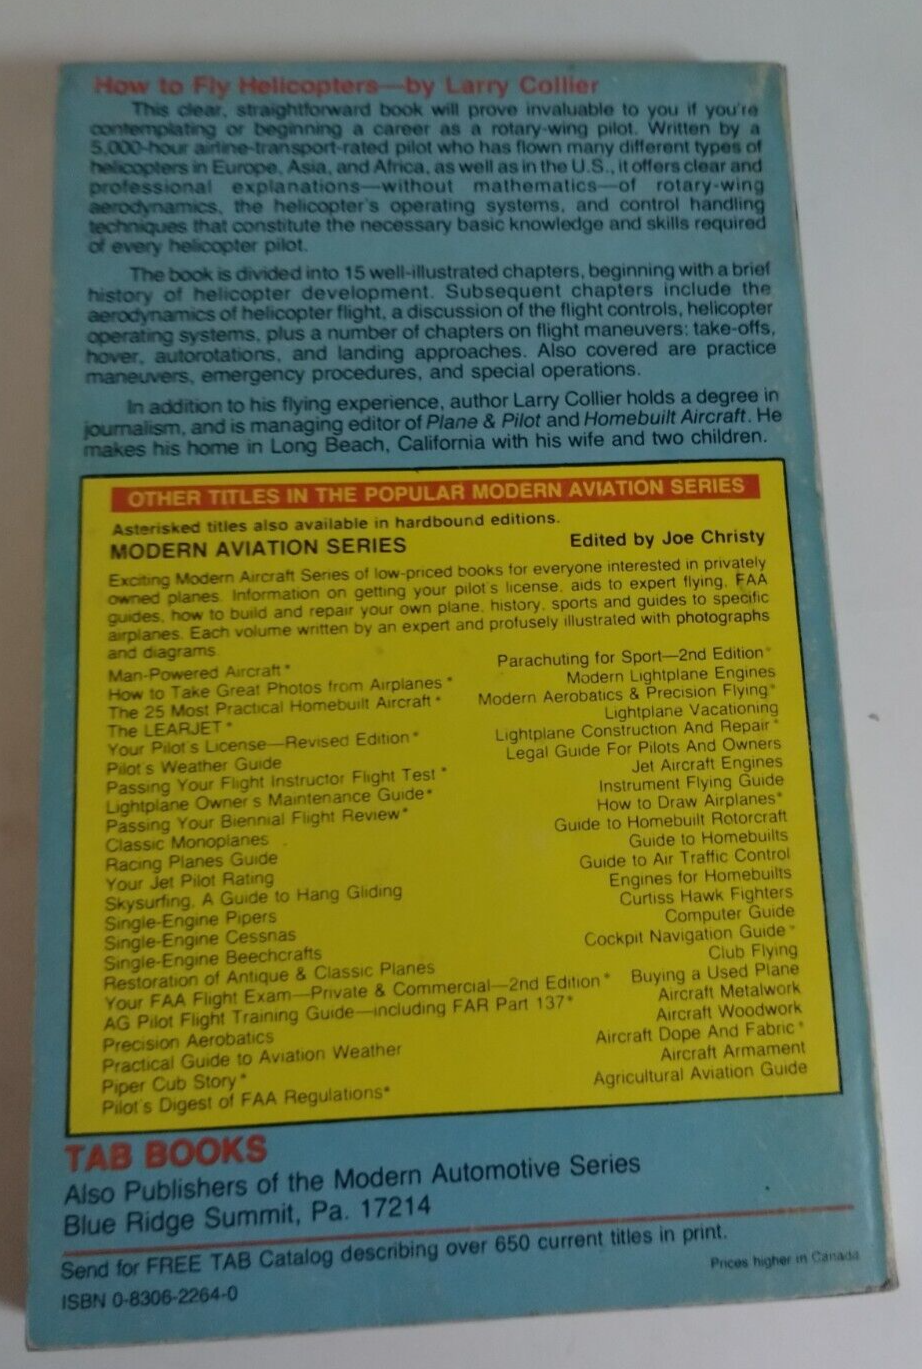 How to Fly Helicopters—by Larry Collier
This clear, straightforward book will prove invaluable to you if you're
contemplating or beginning a career as a rotary-wing pilot. Written by a
5,000-hour airline-transport-rated pilot who has flown many different types of
helicopters in Europe, Asia, and Africa, as well as in the U.S., it offers clear and
professional explanations—without mathematics—of rotary-wing
aerodynamics, the helicopter's operating systems, and control handling
techniques that constitute the necessary basic knowledge and skills required
of every helicopter pilot.
The book is divided into 15 well-illustrated chapters, beginning with a brief
history of helicopter development. Subsequent chapters include the
aerodynamics of helicopter flight, a discussion of the flight controls, helicopter
operating systems, plus a number of chapters on flight maneuvers: take-offs,
hover, autorotations, and landing approaches. Also covered are practice
maneuvers, emergency procedures, and special operations.
In addition to his flying experience, author Larry Collier holds a degree in
journalism, and is managing editor of Plane & Pilot and Homebuilt Aircraft. He
makes his home in Long Beach, California with his wife and two children.
OTHER TITLES IN THE POPULAR MODERN AVIATION SERIES
Asterisked titles also available in hardbound editions.
MODERN AVIATION SERIES Edited by Joe Christy
Exciting Modern Aircraft Series of low-priced books for everyone interested in privately
owned planes. Information on getting your pilot's license, aids to expert flying, FAA
guides, how to build and repair your own plane, history, sports and guides to specific
airplanes. Each volume written by an expert and profusely illustrated with photographs
and diagrams.
Man-Powered Aircraft*
How to Take Great Photos from Airplanes*
The 25 Most Practical Homebuilt Aircraft*
The LEARJET*
Your Pilot's License—Revised Edition*
Pilot's Weather Guide
Passing Your Flight Instructor Flight Test*
Lightplane Owner's Maintenance Guide*
Passing Your Biennial Flight Review*
Classic Monoplanes
Racing Planes Guide
Your Jet Pilot Rating
Skysurfing, A Guide to Hang Gliding
Single-Engine Pipers
Single-Engine Cessnas
Single-Engine Beechcrafts
Restoration of Antique & Classic Planes
Your FAA Flight Exam—Private & Commercial—2nd Edition*
AG Pilot Flight Training Guide—including FAR Part 137*
Precision Aerobatics
Practical Guide to Aviation Weather
Piper Cub Story*
Pilot's Digest of FAA Regulations*
Parachuting for Sport—2nd Edition*
Modern Lightplane Engines
Modern Aerobatics & Precision Flying*
Lightplane Vacationing
Lightplane Construction And Repair*
Legal Guide For Pilots And Owners
Jet Aircraft Engines
Instrument Flying Guide
How to Draw Airplanes*
Guide to Homebuilt Rotorcraft
Guide to Homebuilts
Guide to Air Traffic Control
Engines for Homebuilts
Curtiss Hawk Fighters
Computer Guide
Cockpit Navigation Guide*
Club Flying
Buying a Used Plane
Aircraft Metalwork
Aircraft Woodwork
Aircraft Dope And Fabric*
Aircraft Armament
Agricultural Aviation Guide
TAB BOOKS
Also Publishers of the Modern Automotive Series
Blue Ridge Summit, Pa. 17214
Send for FREE TAB Catalog describing over 650 current titles in print.
Prices higher in Canada
ISBN 0-8306-2264-0